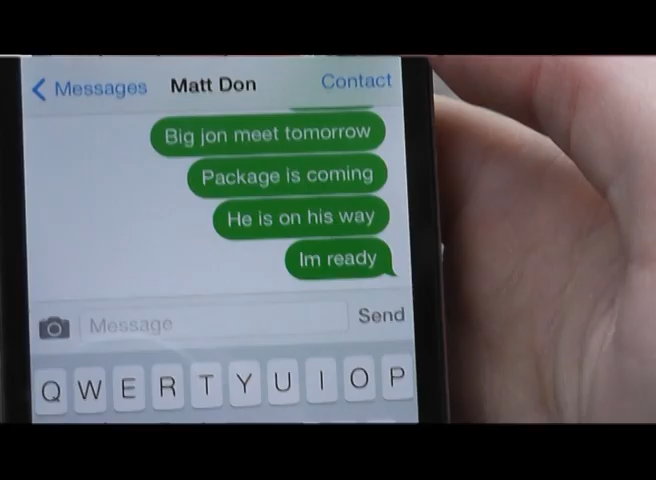 Messages Matt Don Contact
Big jon meet tomorrow
Package is coming
He is on his way
Im ready
Message Send
Q W E R T Y U I O P